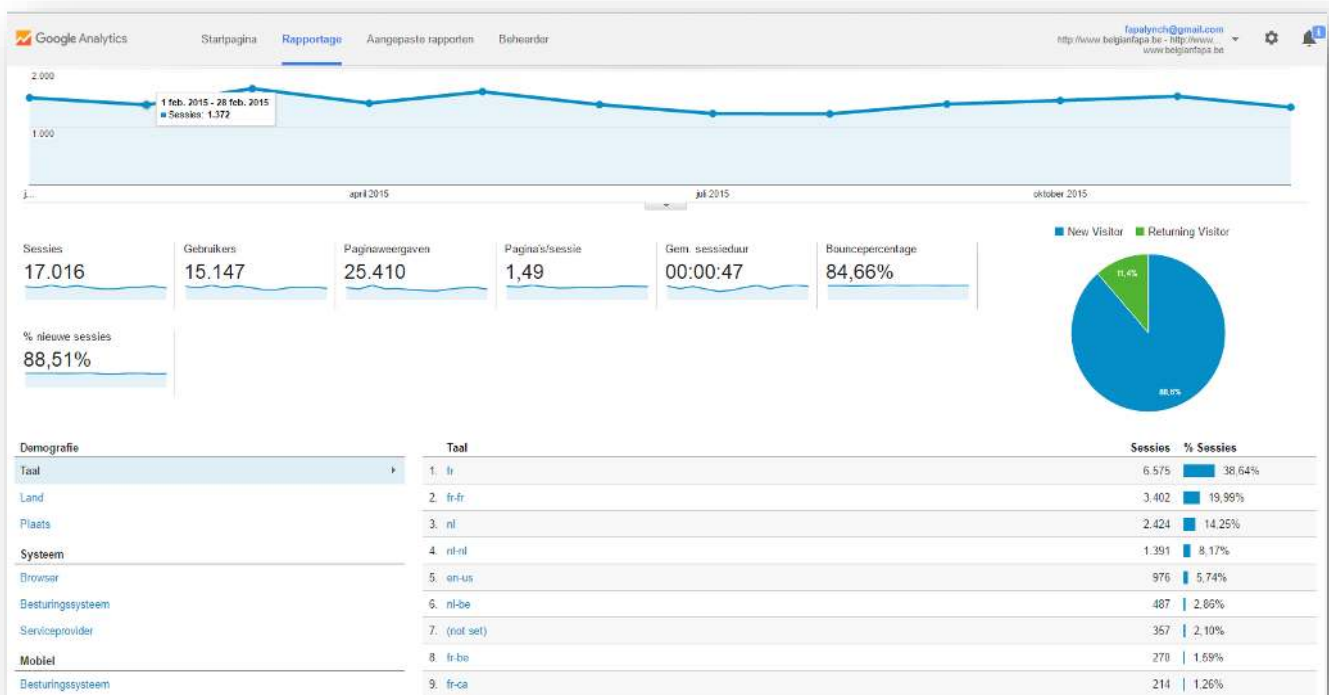 Google Analytics
Startpagina Rapportage Aangepaste rapporten Beheerder
fapalynch@gmail.com
http://www.belgianfapa.be - http://www...
www.belgianfapa.be
1
2.000
1 feb. 2015 - 28 feb. 2015
Sessies: 1.372
1.000
j... april 2015 juli 2015 oktober 2015
New Visitor Returning Visitor
Sessies Gebruikers Paginaweergaven Pagina's/sessie Gem. sessieduur Bouncepercentage
17.016 15.147 25.410 1,49 00:00:47 84,66%
11,4%
% nieuwe sessies
88,51%
88,6%
Demografie Taal Sessies % Sessies
Taal 1. fr 6.575 38,64%
Land 2. fr-fr 3.402 19,99%
Plaats 3. nl 2.424 14,25%
Systeem 4. nl-nl 1.391 8,17%
Browser 5. en-us 976 5,74%
Besturingssysteem 6. nl-be 487 2,86%
Serviceprovider 7. (not set) 357 2,10%
Mobiel 8. fr-be 270 1,59%
Besturingssysteem 9. fr-ca 214 1,26%